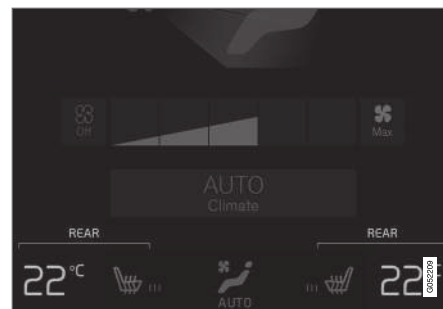 Off
Max
AUTO
Climate
REAR REAR
22°C 22°
AUTO
G052209